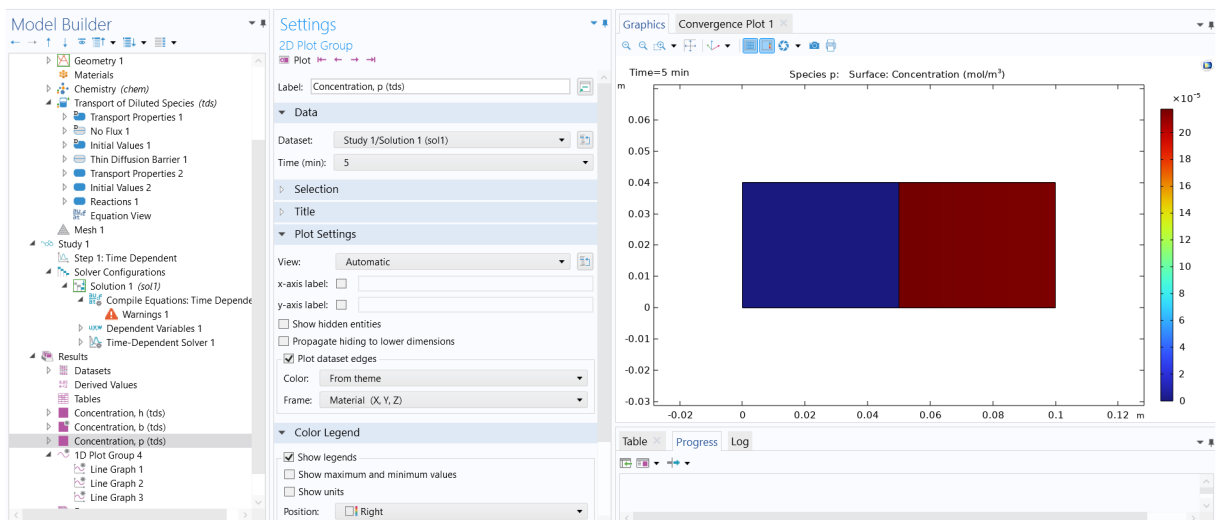 Model Builder
Geometry 1
Materials
Chemistry (chem)
Transport of Diluted Species (tds)
Transport Properties 1
No Flux 1
Initial Values 1
Thin Diffusion Barrier 1
Transport Properties 2
Initial Values 2
Reactions 1
Equation View
Mesh 1
Study 1
Step 1: Time Dependent
Solver Configurations
Solution 1 (sol1)
Compile Equations: Time Depende
Warnings 1
Dependent Variables 1
Time-Dependent Solver 1
Results
Datasets
Derived Values
Tables
Concentration, h (tds)
Concentration, b (tds)
Concentration, p (tds)
1D Plot Group 4
Line Graph 1
Line Graph 2
Line Graph 3
Settings
2D Plot Group
Plot
Label: Concentration, p (tds)
Data
Dataset: Study 1/Solution 1 (sol1)
Time (min): 5
Selection
Title
Plot Settings
View: Automatic
x-axis label:
y-axis label:
Show hidden entities
Propagate hiding to lower dimensions
Plot dataset edges
Color: From theme
Frame: Material (X, Y, Z)
Color Legend
Show legends
Show maximum and minimum values
Show units
Position: Right
Graphics Convergence Plot 1
Time=5 min Species p: Surface: Concentration (mol/m³)
m
×10⁻⁵
0.06
0.05
0.04
0.03
0.02
0.01
0
-0.01
-0.02
-0.03
-0.02 0 0.02 0.04 0.06 0.08 0.1 0.12 m
20
18
16
14
12
10
8
6
4
2
0
Table Progress Log